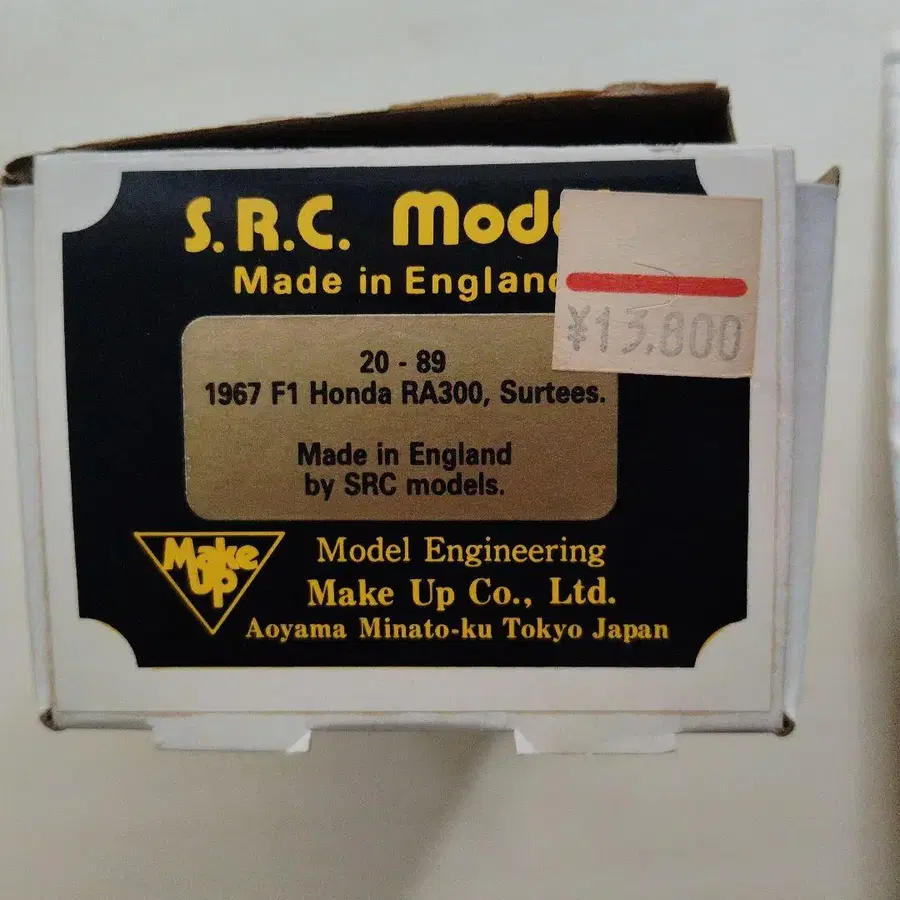 S.R.C. Mode
Made in England
¥13,800
20 - 89
1967 F1 Honda RA300, Surtees.
Made in England
by SRC models.
Make
Up
Model Engineering
Make Up Co., Ltd.
Aoyama Minato-ku Tokyo Japan